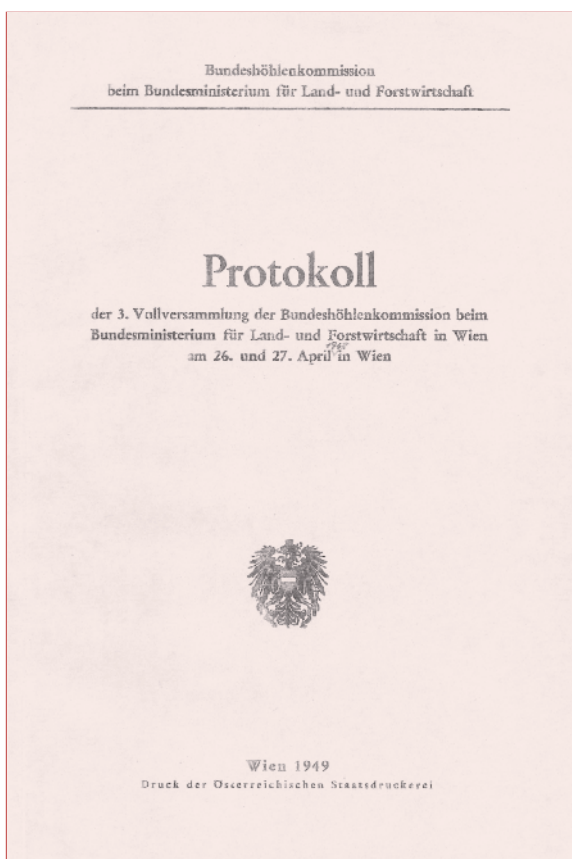 Bundeshöhlenkommission
beim Bundesministerium für Land- und Forstwirtschaft
Protokoll
der 3. Vollversammlung der Bundeshöhlenkommission beim
Bundesministerium für Land- und Forstwirtschaft in Wien
am 26. und 27. April in Wien
Wien 1949
Druck der Österreichischen Staatsdruckerei